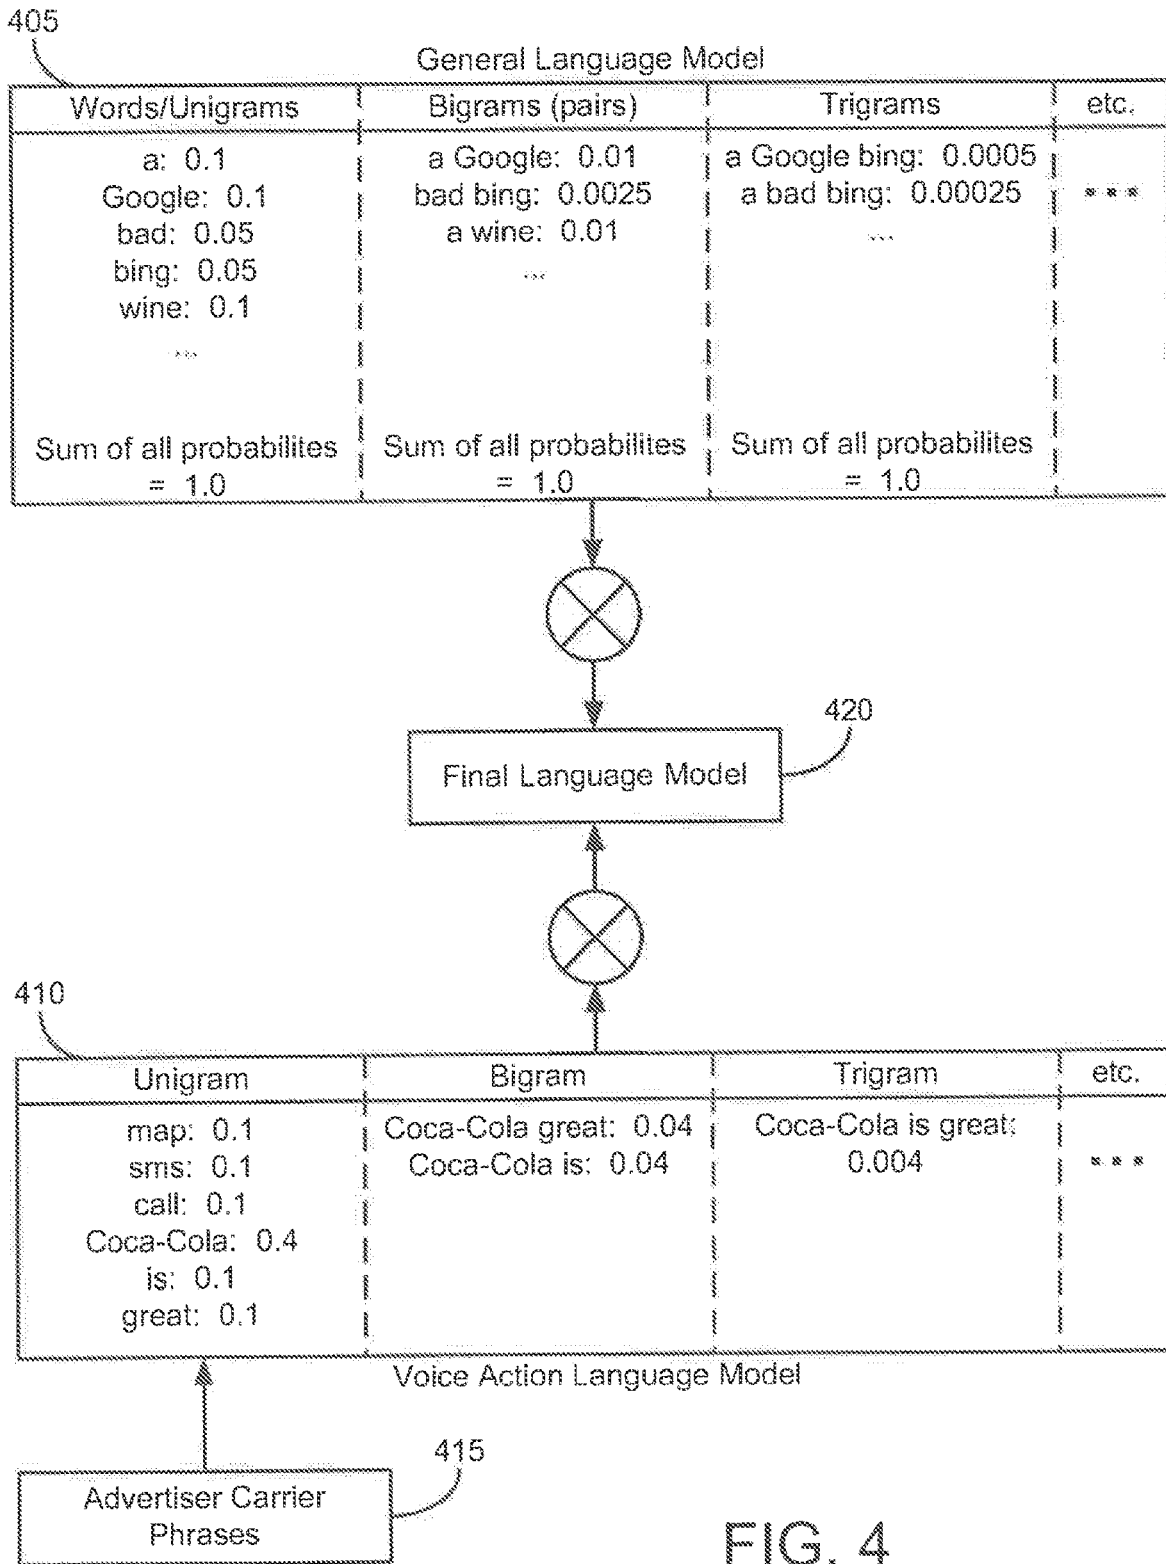 405
General Language Model
Words/Unigrams
Bigrams (pairs)
Trigrams
etc.
a: 0.1
Google: 0.1
bad: 0.05
bing: 0.05
wine: 0.1
...
Sum of all probabilites
= 1.0
a Google: 0.01
bad bing: 0.0025
a wine: 0.01
...
Sum of all probabilites
= 1.0
a Google bing: 0.0005
a bad bing: 0.00025
...
Sum of all probabilites
= 1.0
...
Final Language Model
420
410
Unigram
Bigram
Trigram
etc.
map: 0.1
sms: 0.1
call: 0.1
Coca-Cola: 0.4
is: 0.1
great: 0.1
Coca-Cola great: 0.04
Coca-Cola is: 0.04
Coca-Cola is great:
0.004
...
Voice Action Language Model
Advertiser Carrier
Phrases
415
FIG. 4